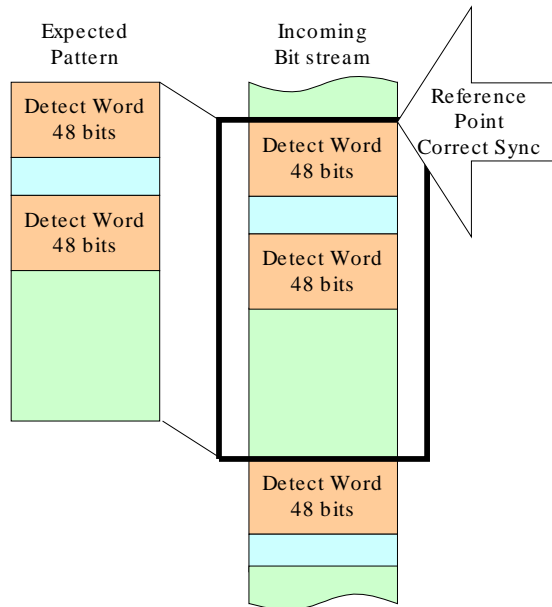 Expected
Pattern
Incoming
Bit stream
Detect Word
48 bits
Detect Word
48 bits
Detect Word
48 bits
Detect Word
48 bits
Detect Word
48 bits
Reference
Point
Correct Sync